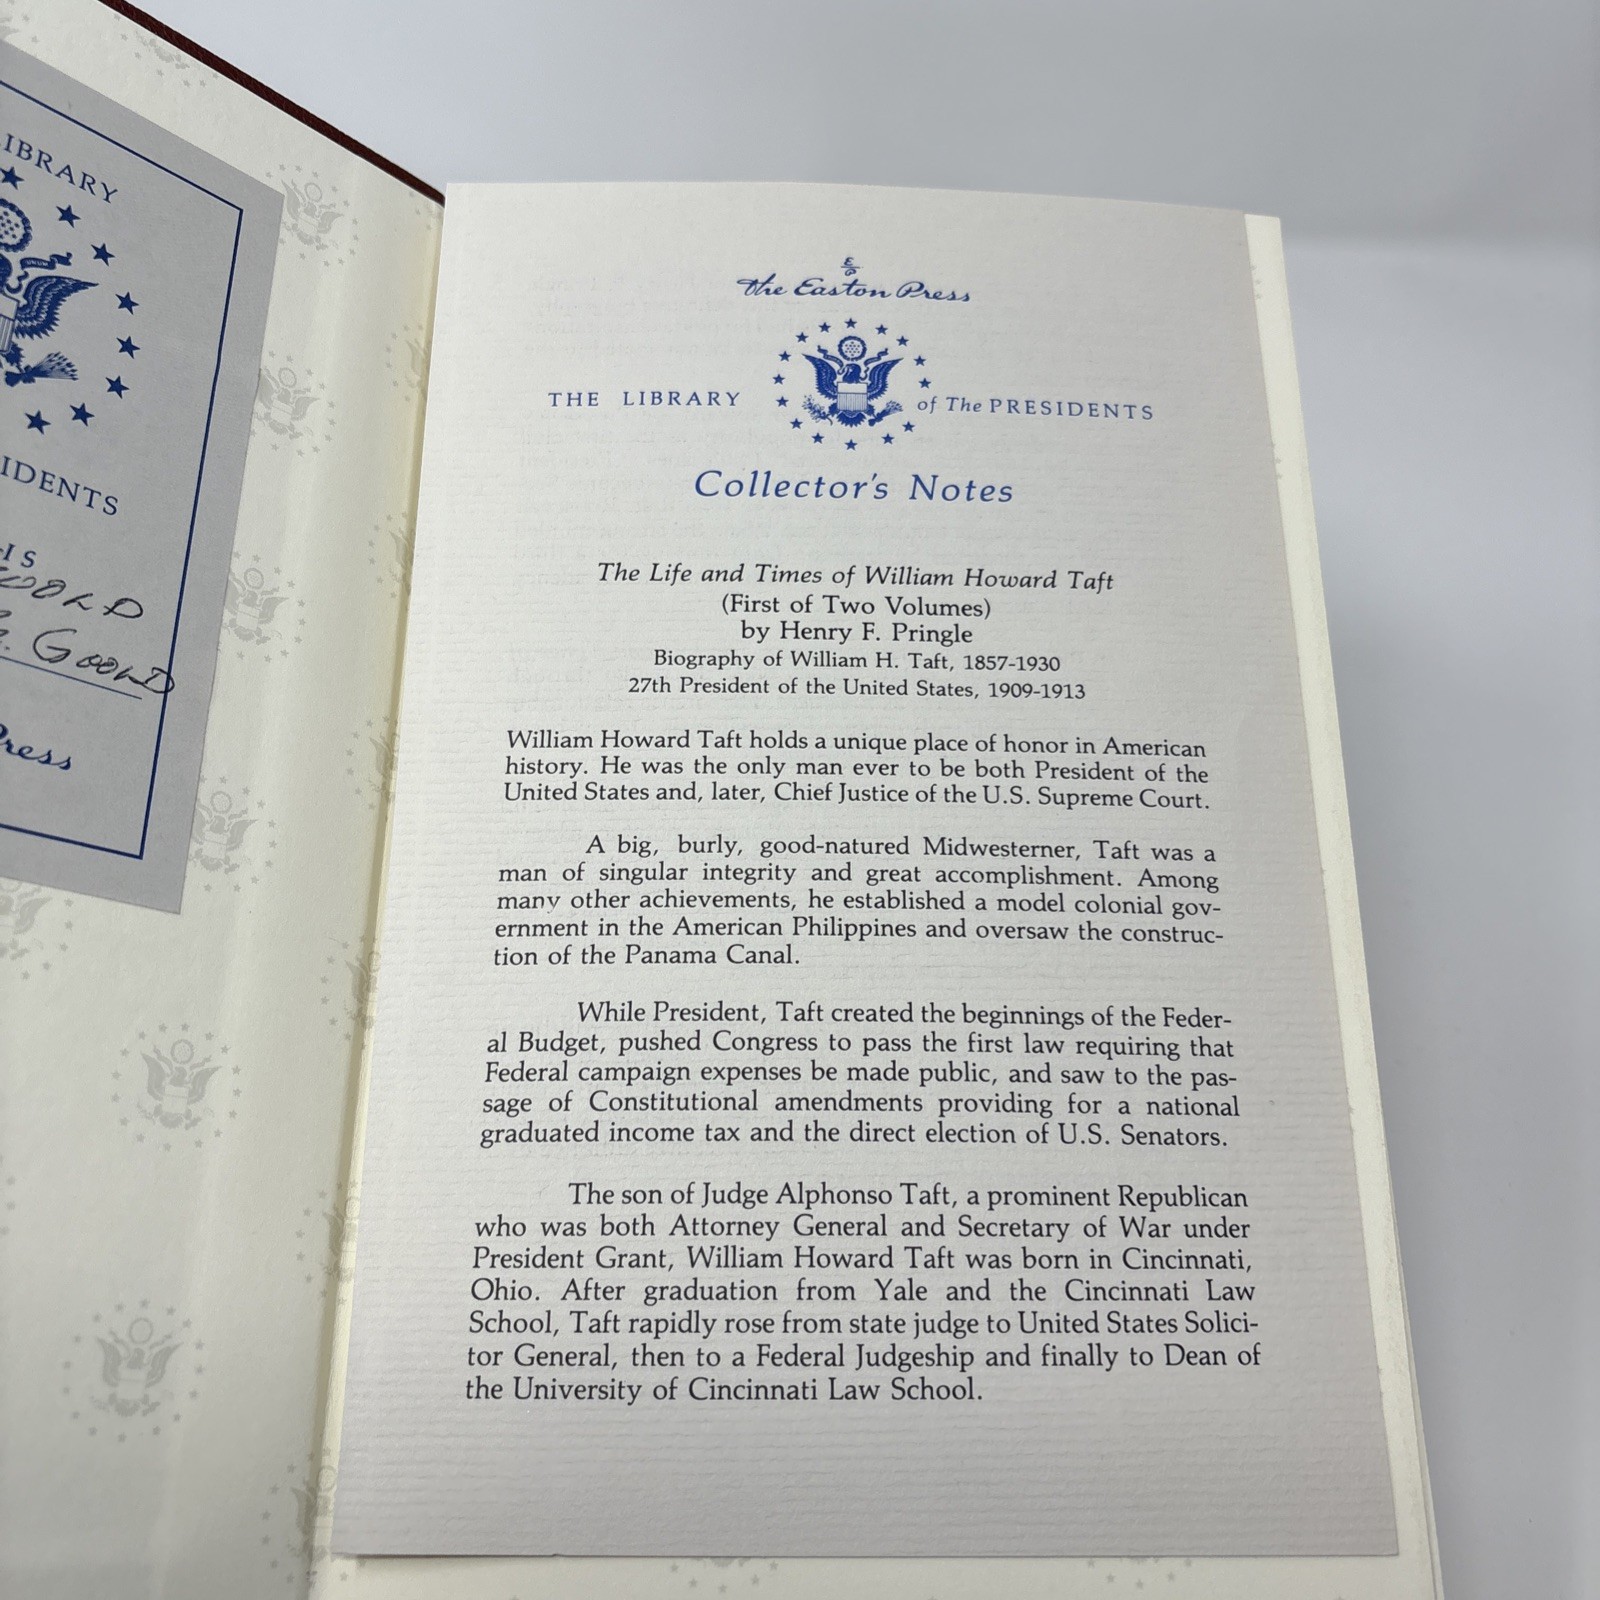 LIBRARY
UNUM
IDENTS
IS
GOOLD
G. GOOLD
Press
E/P
The Easton Press
THE LIBRARY of The PRESIDENTS
Collector's Notes
The Life and Times of William Howard Taft
(First of Two Volumes)
by Henry F. Pringle
Biography of William H. Taft, 1857-1930
27th President of the United States, 1909-1913
William Howard Taft holds a unique place of honor in American
history. He was the only man ever to be both President of the
United States and, later, Chief Justice of the U.S. Supreme Court.
A big, burly, good-natured Midwesterner, Taft was a
man of singular integrity and great accomplishment. Among
many other achievements, he established a model colonial gov-
ernment in the American Philippines and oversaw the construc-
tion of the Panama Canal.
While President, Taft created the beginnings of the Feder-
al Budget, pushed Congress to pass the first law requiring that
Federal campaign expenses be made public, and saw to the pas-
sage of Constitutional amendments providing for a national
graduated income tax and the direct election of U.S. Senators.
The son of Judge Alphonso Taft, a prominent Republican
who was both Attorney General and Secretary of War under
President Grant, William Howard Taft was born in Cincinnati,
Ohio. After graduation from Yale and the Cincinnati Law
School, Taft rapidly rose from state judge to United States Solici-
tor General, then to a Federal Judgeship and finally to Dean of
the University of Cincinnati Law School.